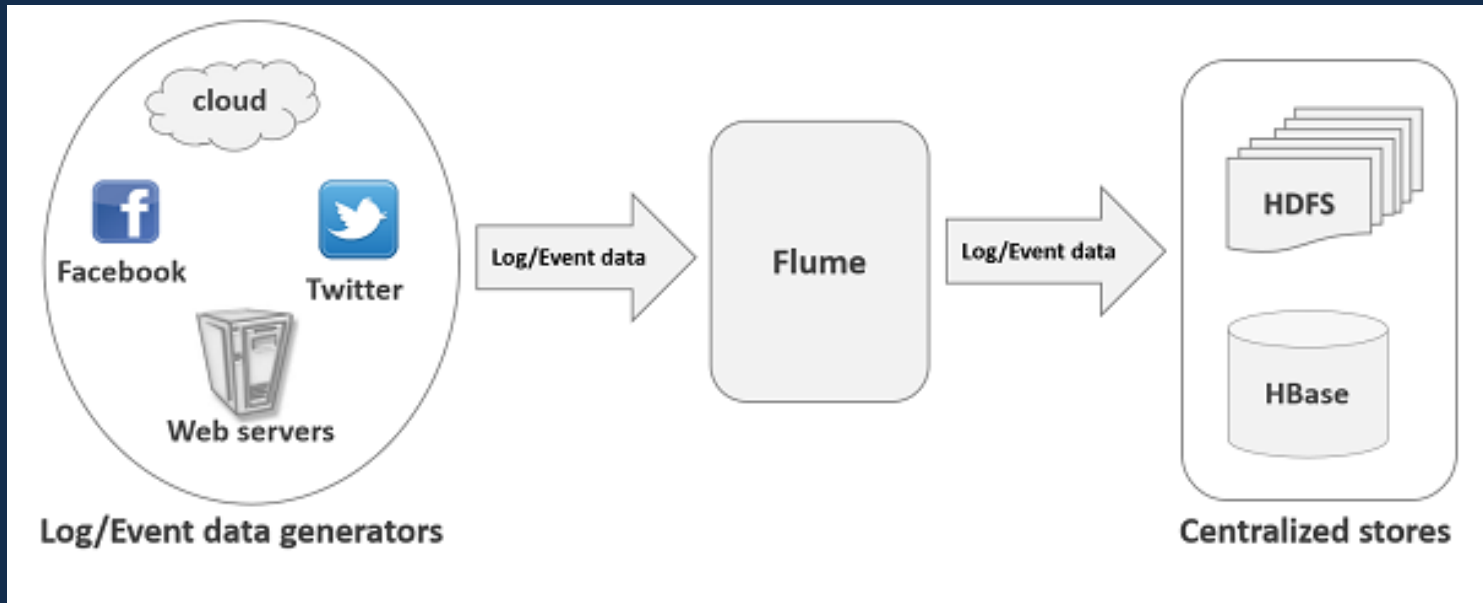 cloud
Facebook
Twitter
Web servers
Log/Event data generators
Log/Event data
Flume
Log/Event data
HDFS
HBase
Centralized stores